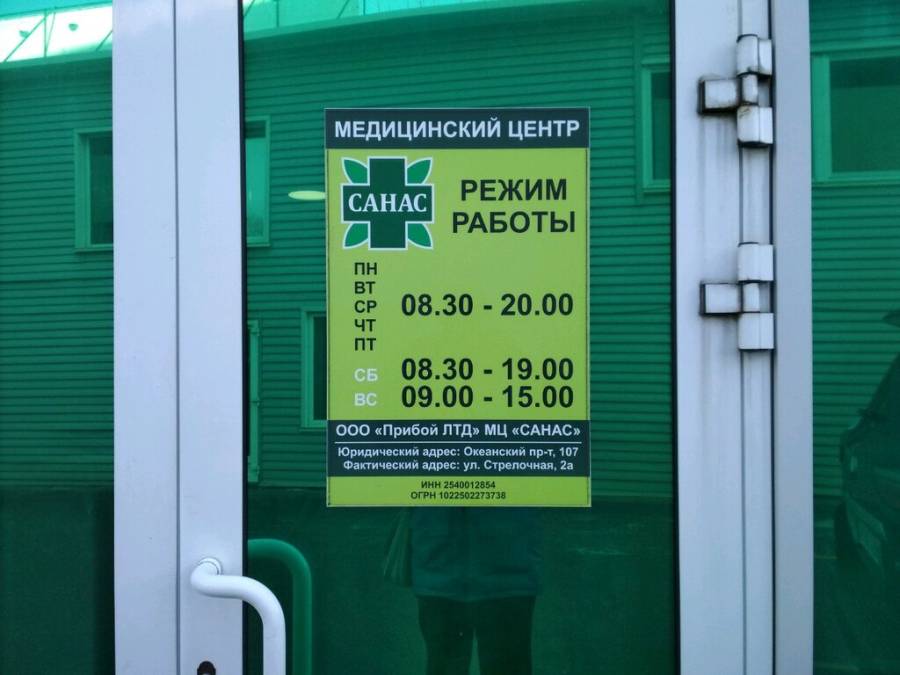 МЕДИЦИНСКИЙ ЦЕНТР
САНАС
РЕЖИМ
РАБОТЫ
ПН
ВТ
СР 08.30 - 20.00
ЧТ
ПТ
СБ 08.30 - 19.00
ВС 09.00 - 15.00
ООО «Прибой ЛТД» МЦ «САНАС»
Юридический адрес: Океанский пр-т, 107
Фактический адрес: ул. Стрелочная, 2а
ИНН 2540012854
ОГРН 1022502273738